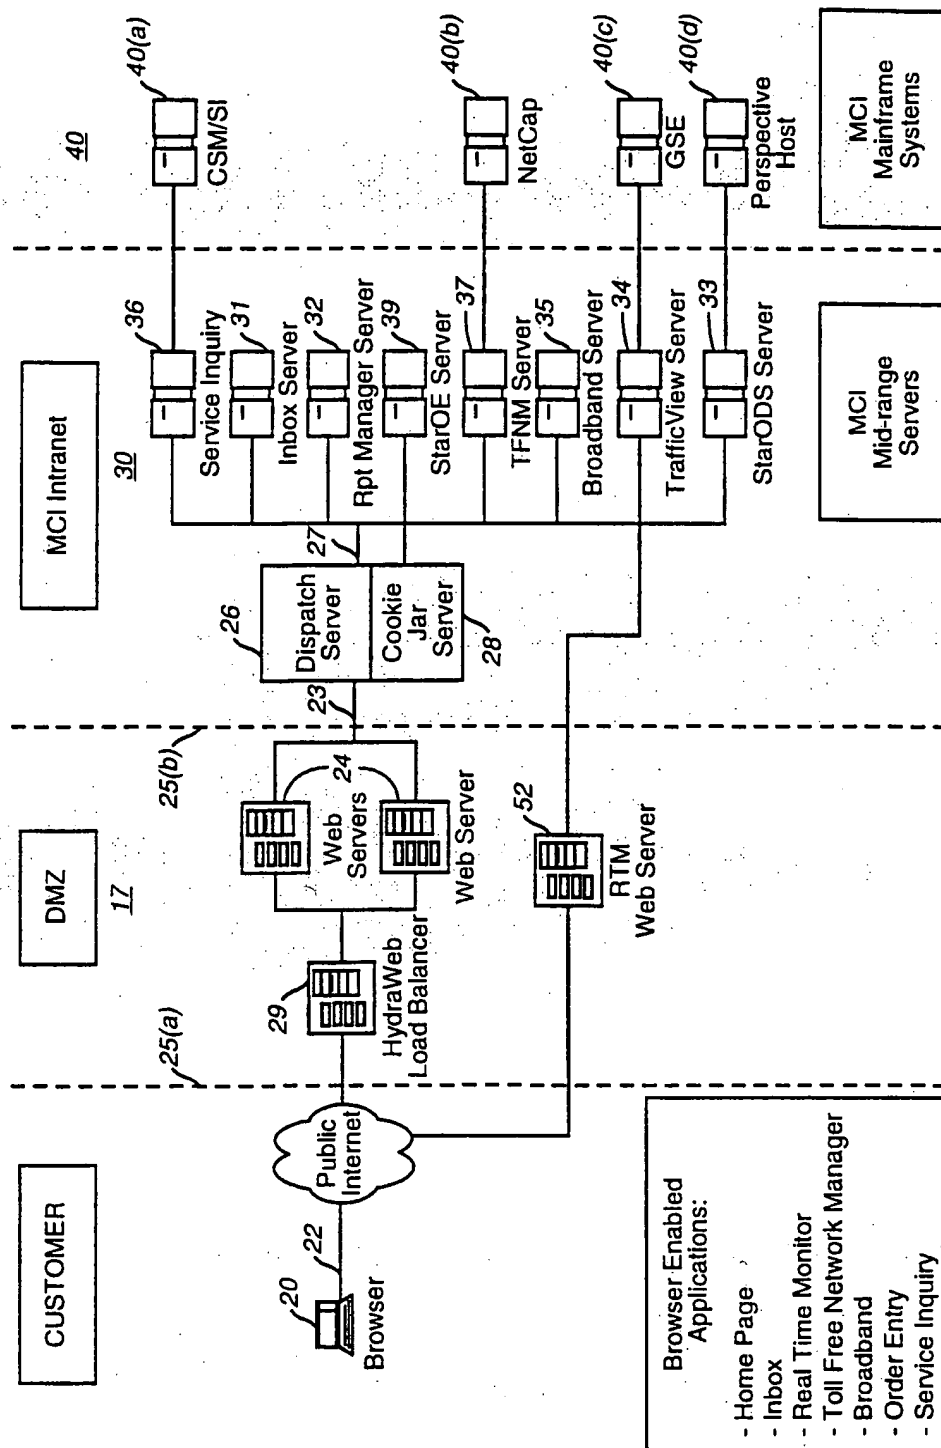 CUSTOMER
DMZ
MCI Intranet
17
30
40
25(a)
25(b)
20
Browser
22
Public
Internet
29
HydraWeb
Load Balancer
24
Web
Servers
Web Server
52
RTM
Web Server
23
26
Dispatch
Server
Cookie
Jar
Server
28
27
36
Service Inquiry
31
Inbox Server
32
Rpt Manager Server
39
StarOE Server
37
TFNM Server
35
Broadband Server
34
TrafficView Server
33
StarODS Server
40(a)
CSM/SI
40(b)
NetCap
40(c)
GSE
40(d)
Perspective
Host
Browser Enabled
Applications:
- Home Page
- Inbox
- Real Time Monitor
- Toll Free Network Manager
- Broadband
- Order Entry
- Service Inquiry
MCI
Mid-range
Servers
MCI
Mainframe
Systems